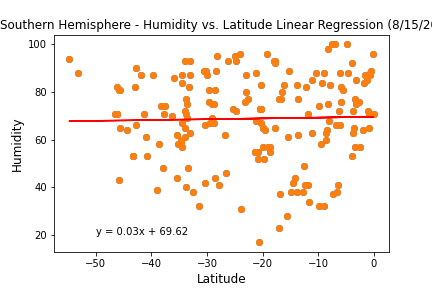 Southern Hemisphere - Humidity vs. Latitude Linear Regression (8/15/20
100
80
60
40
20
Humidity
y = 0.03x + 69.62
−50
−40
−30
−20
−10
0
Latitude